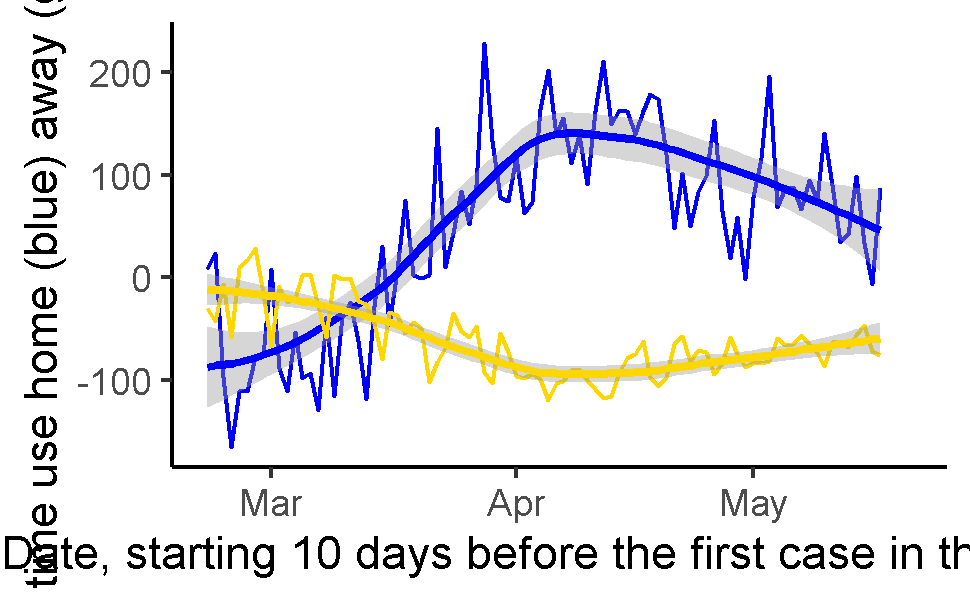 time use home (blue) away (
200
100
0
-100
Mar Apr May
Date, starting 10 days before the first case in th